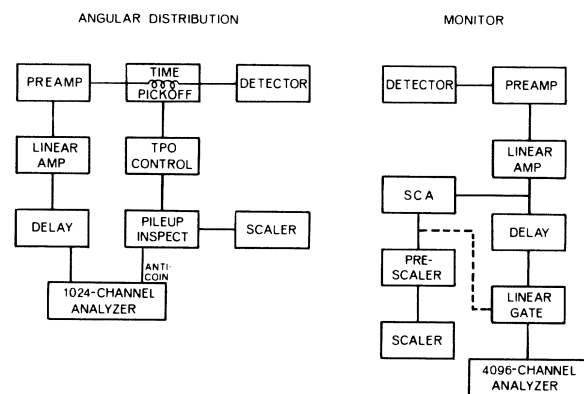 ANGULAR DISTRIBUTION
PREAMP
TIME
PICKOFF
DETECTOR
LINEAR
AMP
TPO
CONTROL
DELAY
PILEUP
INSPECT
SCALER
ANTI-
COIN
1024-CHANNEL
ANALYZER
MONITOR
DETECTOR
PREAMP
LINEAR
AMP
SCA
DELAY
PRE-
SCALER
LINEAR
GATE
SCALER
4096-CHANNEL
ANALYZER